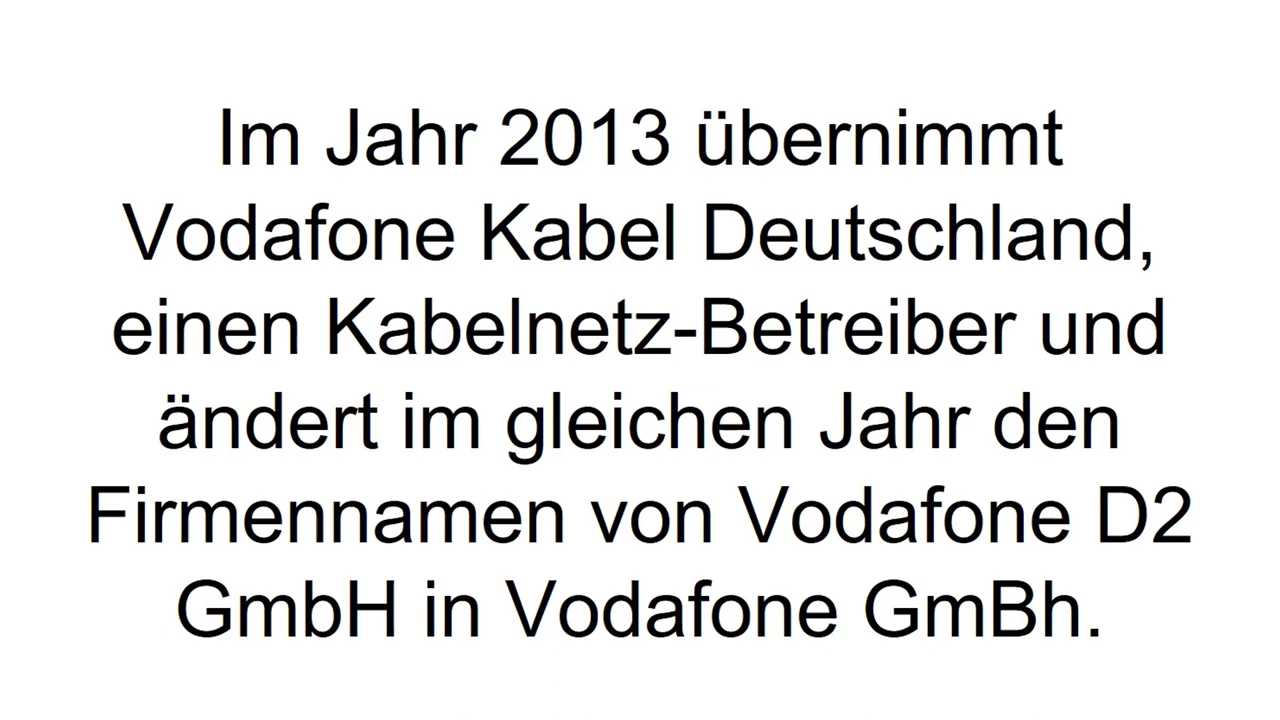 Im Jahr 2013 übernimmt
Vodafone Kabel Deutschland,
einen Kabelnetz-Betreiber und
ändert im gleichen Jahr den
Firmennamen von Vodafone D2
GmbH in Vodafone GmBh.